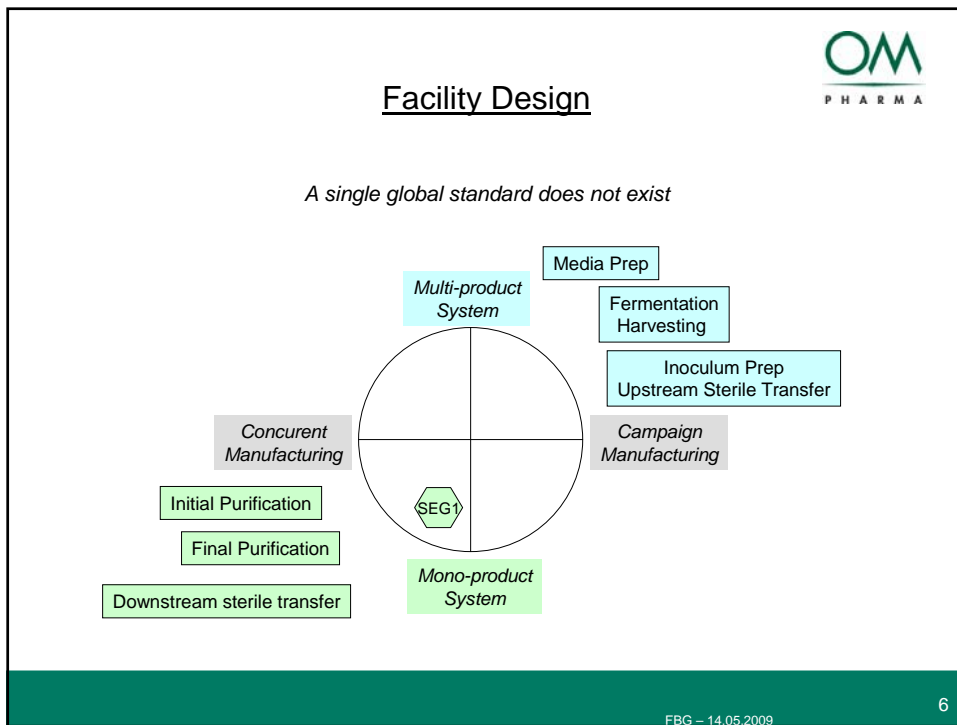 OM
PHARMA
Facility Design
A single global standard does not exist
Media Prep
Multi-product
System
Fermentation
Harvesting
Inoculum Prep
Upstream Sterile Transfer
Concurent
Manufacturing
Campaign
Manufacturing
Initial Purification
SEG1
Final Purification
Mono-product
System
Downstream sterile transfer
6
FBG – 14.05.2009